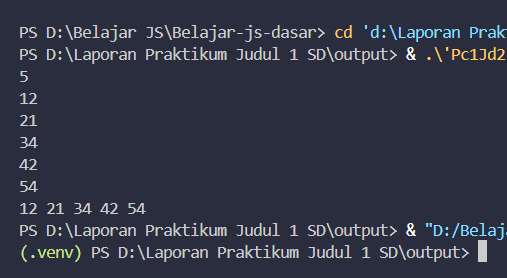 PS D:\Belajar JS\Belajar-js-dasar> cd 'd:\Laporan Prak
PS D:\Laporan Praktikum Judul 1 SD\output> & .\'Pc1Jd2
5
12
21
34
42
54
12 21 34 42 54
PS D:\Laporan Praktikum Judul 1 SD\output> & "D:/Belaja
(.venv) PS D:\Laporan Praktikum Judul 1 SD\output>